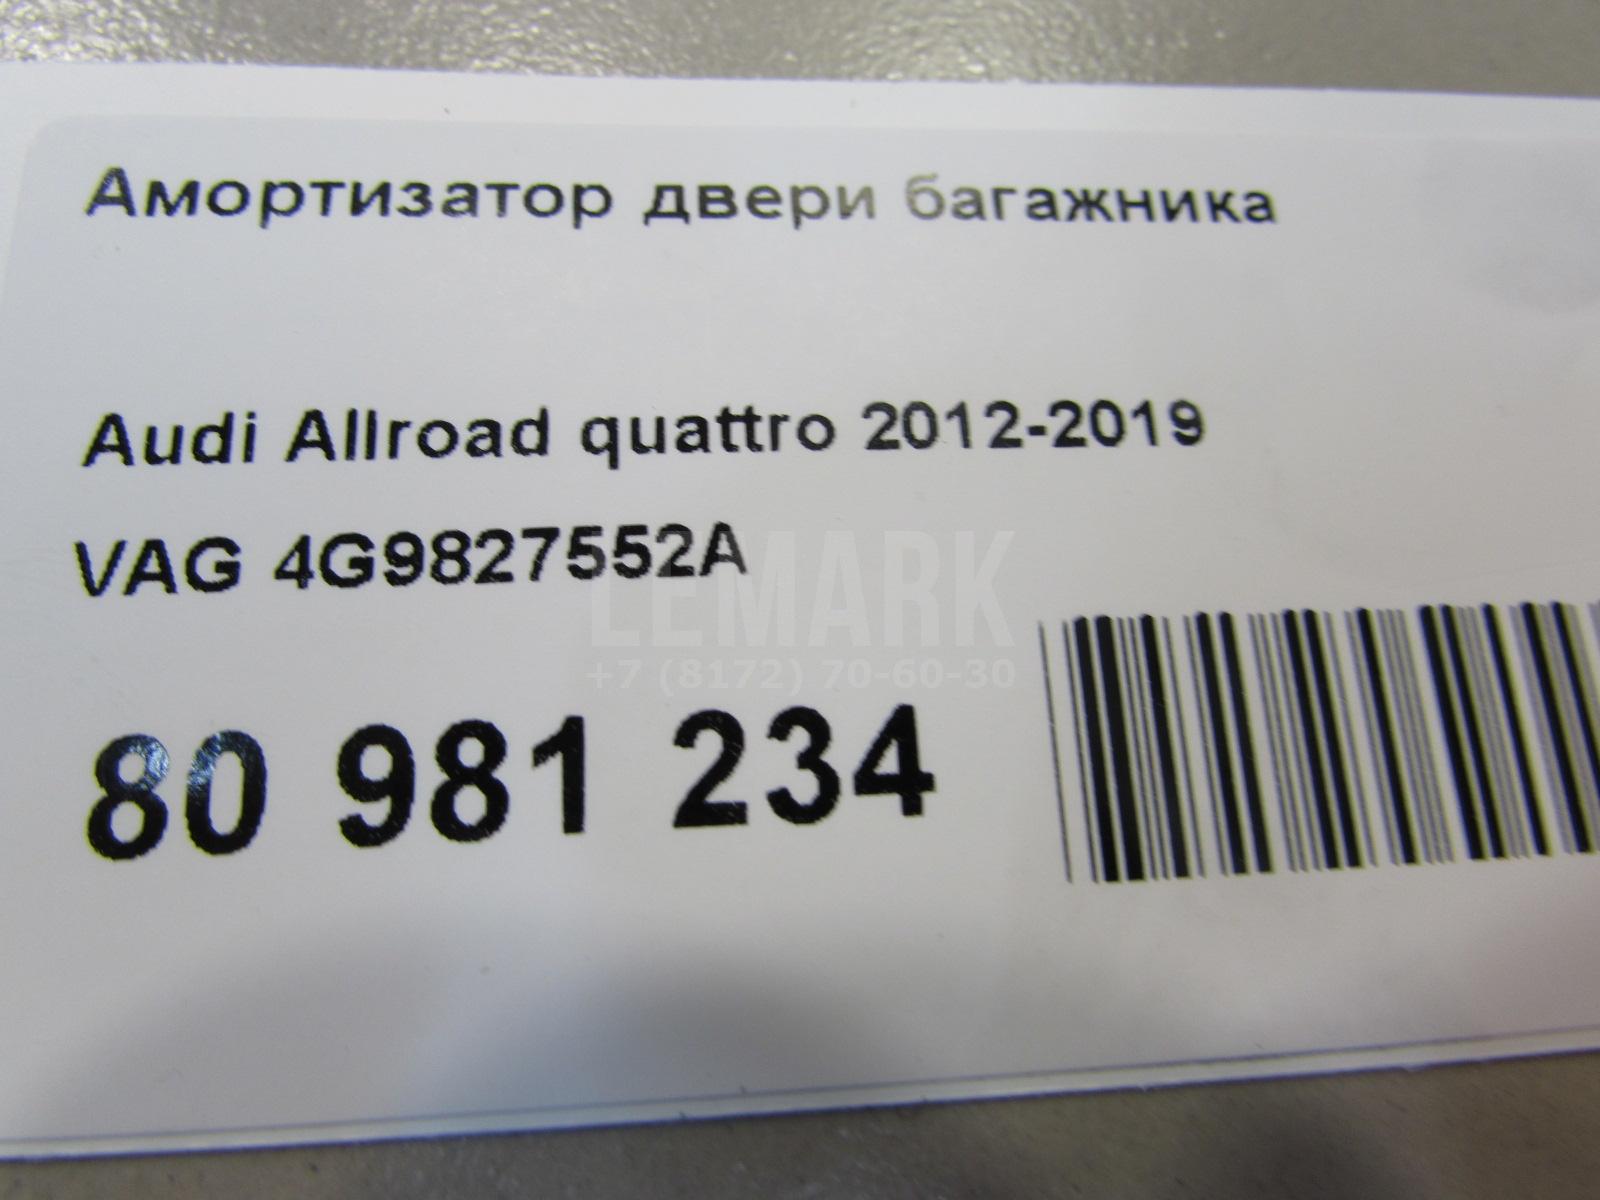 Амортизатор двери багажника
Audi Allroad quattro 2012-2019
VAG 4G9827552A
LEMARK
+7 (8172) 70-60-30
80 981 234